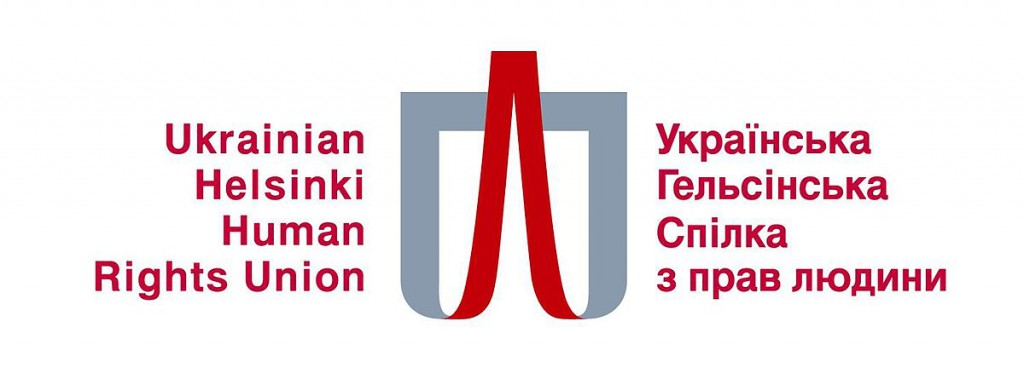 Ukrainian
Helsinki
Human
Rights Union
Українська
Гельсінська
Спілка
з прав людини